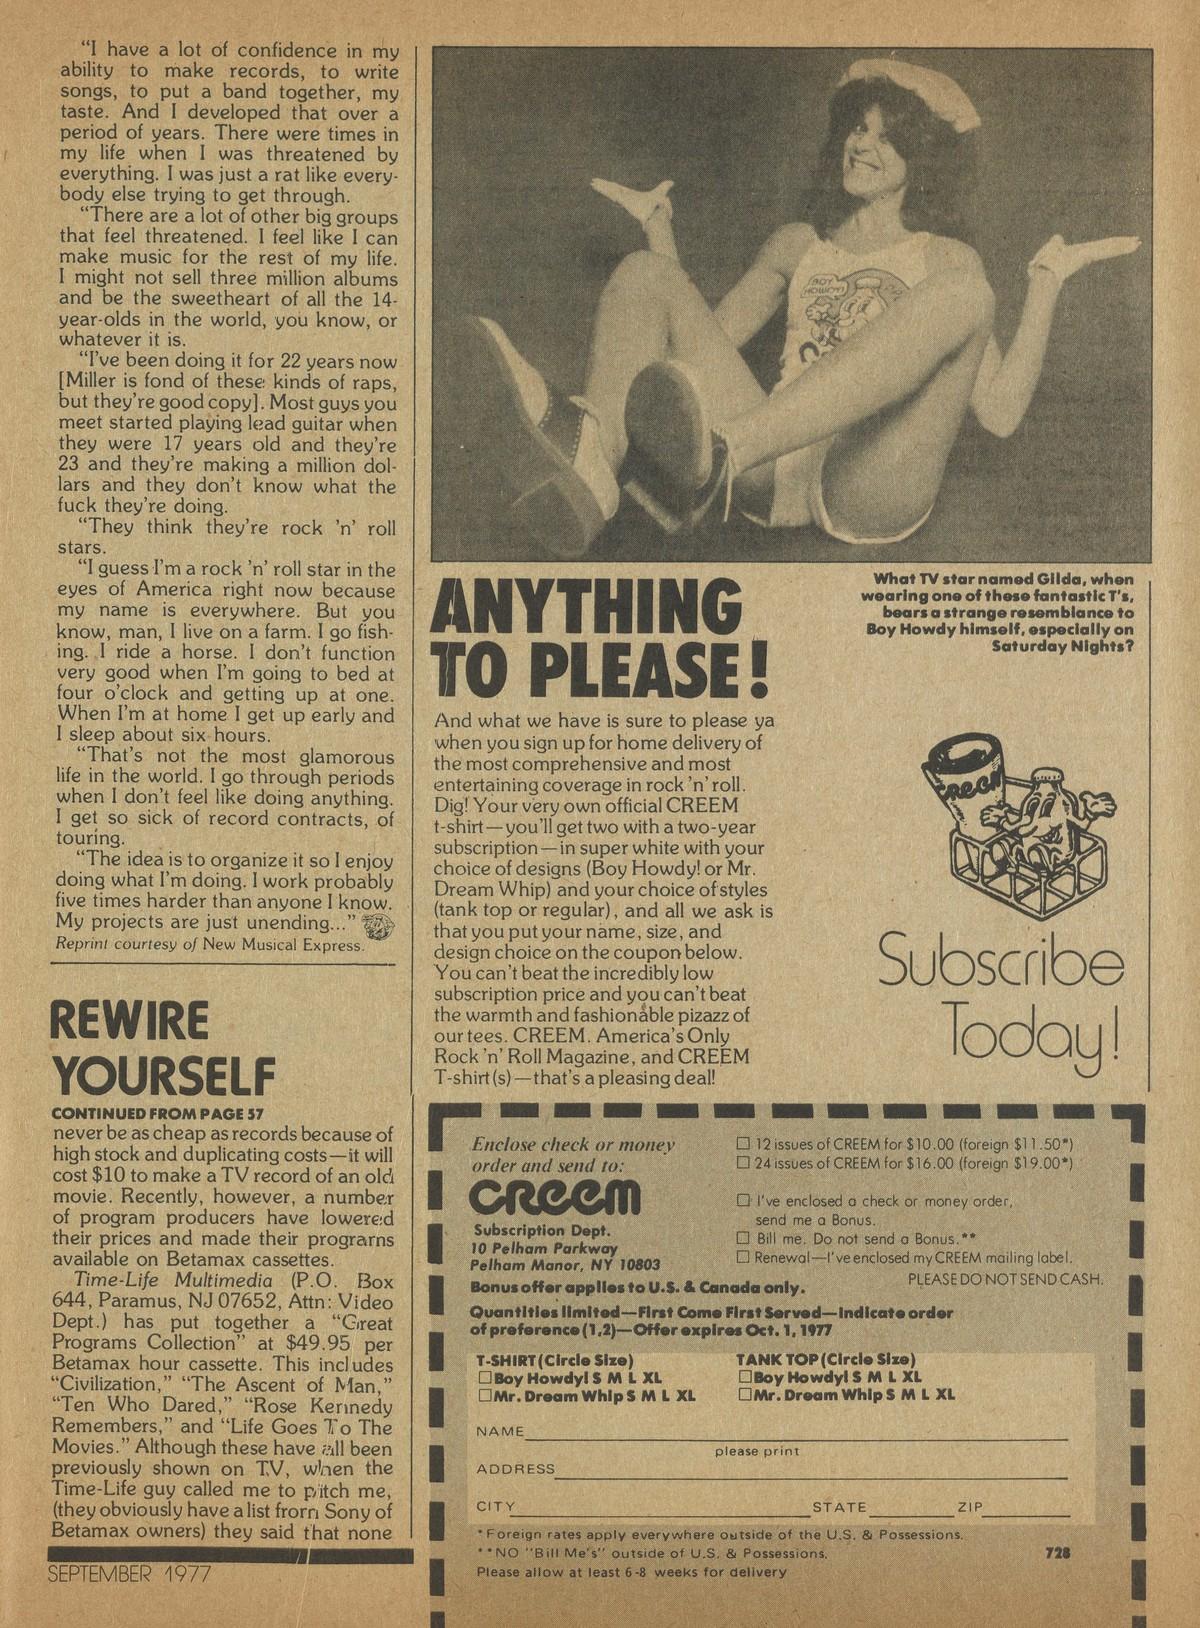 “I have a lot of confidence in my
ability to make records, to write
songs, to put a band together, my
taste. And I developed that over a
period of years. There were times in
my life when I was threatened by
everything. I was just a rat like every-
body else trying to get through.
“There are a lot of other big groups
that feel threatened. I feel like I can
make music for the rest of my life.
I might not sell three million albums
and be the sweetheart of all the 14-
year-olds in the world, you know, or
whatever it is.
“I’ve been doing it for 22 years now
[Miller is fond of these kinds of raps,
but they’re good copy]. Most guys you
meet started playing lead guitar when
they were 17 years old and they’re
23 and they’re making a million dol-
lars and they don’t know what the
fuck they’re doing.
“They think they’re rock ’n’ roll
stars.
“I guess I’m a rock ’n’ roll star in the
eyes of America right now because
my name is everywhere. But you
know, man, I live on a farm. I go fish-
ing. I ride a horse. I don’t function
very good when I’m going to bed at
four o’clock and getting up at one.
When I’m at home I get up early and
I sleep about six hours.
“That’s not the most glamorous
life in the world. I go through periods
when I don’t feel like doing anything.
I get so sick of record contracts, of
touring.
“The idea is to organize it so I enjoy
doing what I’m doing. I work probably
five times harder than anyone I know.
My projects are just unending...”
Reprint courtesy of New Musical Express.
REWIRE
YOURSELF
CONTINUED FROM PAGE 57
never be as cheap as records because of
high stock and duplicating costs—it will
cost $10 to make a TV record of an old
movie. Recently, however, a number
of program producers have lowered
their prices and made their programs
available on Betamax cassettes.
Time-Life Multimedia (P.O. Box
644, Paramus, NJ 07652, Attn: Video
Dept.) has put together a “Great
Programs Collection” at $49.95 per
Betamax hour cassette. This includes
“Civilization,” “The Ascent of Man,”
“Ten Who Dared,” “Rose Kennedy
Remembers,” and “Life Goes To The
Movies.” Although these have all been
previously shown on TV, when the
Time-Life guy called me to pitch me,
(they obviously have a list from Sony of
Betamax owners) they said that none
SEPTEMBER 1977
BOY
HOWDY!
What TV star named Gilda, when
wearing one of these fantastic T’s,
bears a strange resemblance to
Boy Howdy himself, especially on
Saturday Nights?
ANYTHING
TO PLEASE!
And what we have is sure to please ya
when you sign up for home delivery of
the most comprehensive and most
entertaining coverage in rock ’n’ roll.
Dig! Your very own official CREEM
t-shirt—you’ll get two with a two-year
subscription—in super white with your
choice of designs (Boy Howdy! or Mr.
Dream Whip) and your choice of styles
(tank top or regular), and all we ask is
that you put your name, size, and
design choice on the coupon below.
You can’t beat the incredibly low
subscription price and you can’t beat
the warmth and fashionable pizazz of
our tees. CREEM. America’s Only
Rock ’n’ Roll Magazine, and CREEM
T-shirt(s)—that’s a pleasing deal!
CREEM
Subscribe
Today!
Enclose check or money
order and send to:
CREEM
Subscription Dept.
10 Pelham Parkway
Pelham Manor, NY 10803
☐ 12 issues of CREEM for $10.00 (foreign $11.50*)
☐ 24 issues of CREEM for $16.00 (foreign $19.00*)
☐ I’ve enclosed a check or money order,
send me a Bonus.
☐ Bill me. Do not send a Bonus.**
☐ Renewal—I’ve enclosed my CREEM mailing label.
PLEASE DO NOT SEND CASH.
Bonus offer applies to U.S. & Canada only.
Quantities limited—First Come First Served—Indicate order
of preference (1,2)—Offer expires Oct. 1, 1977
T-SHIRT (Circle Size)
☐ Boy Howdy! S M L XL
☐ Mr. Dream Whip S M L XL
TANK TOP (Circle Size)
☐ Boy Howdy! S M L XL
☐ Mr. Dream Whip S M L XL
NAME
please print
ADDRESS
CITY STATE ZIP
*Foreign rates apply everywhere outside of the U.S. & Possessions.
**NO "Bill Me's" outside of U.S. & Possessions.
Please allow at least 6-8 weeks for delivery
728